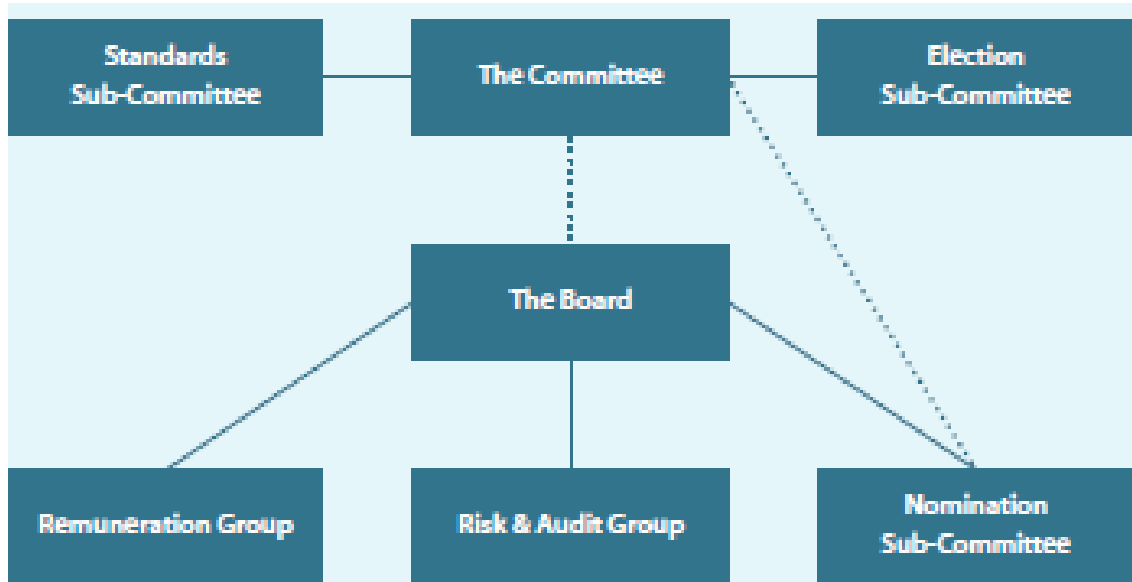 Standards
Sub-Committee
The Committee
Election
Sub-Committee
The Board
Remuneration Group
Risk & Audit Group
Nomination
Sub-Committee